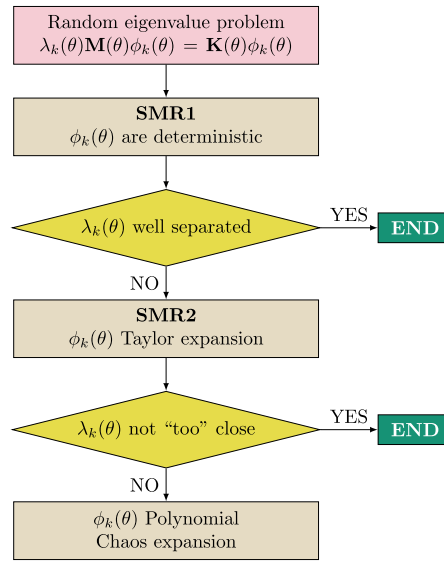 Random eigenvalue problem
λ_k(θ)M(θ)ϕ_k(θ) = K(θ)ϕ_k(θ)
SMR1
ϕ_k(θ) are deterministic
λ_k(θ) well separated
YES
END
NO
SMR2
ϕ_k(θ) Taylor expansion
λ_k(θ) not “too” close
YES
END
NO
ϕ_k(θ) Polynomial
Chaos expansion